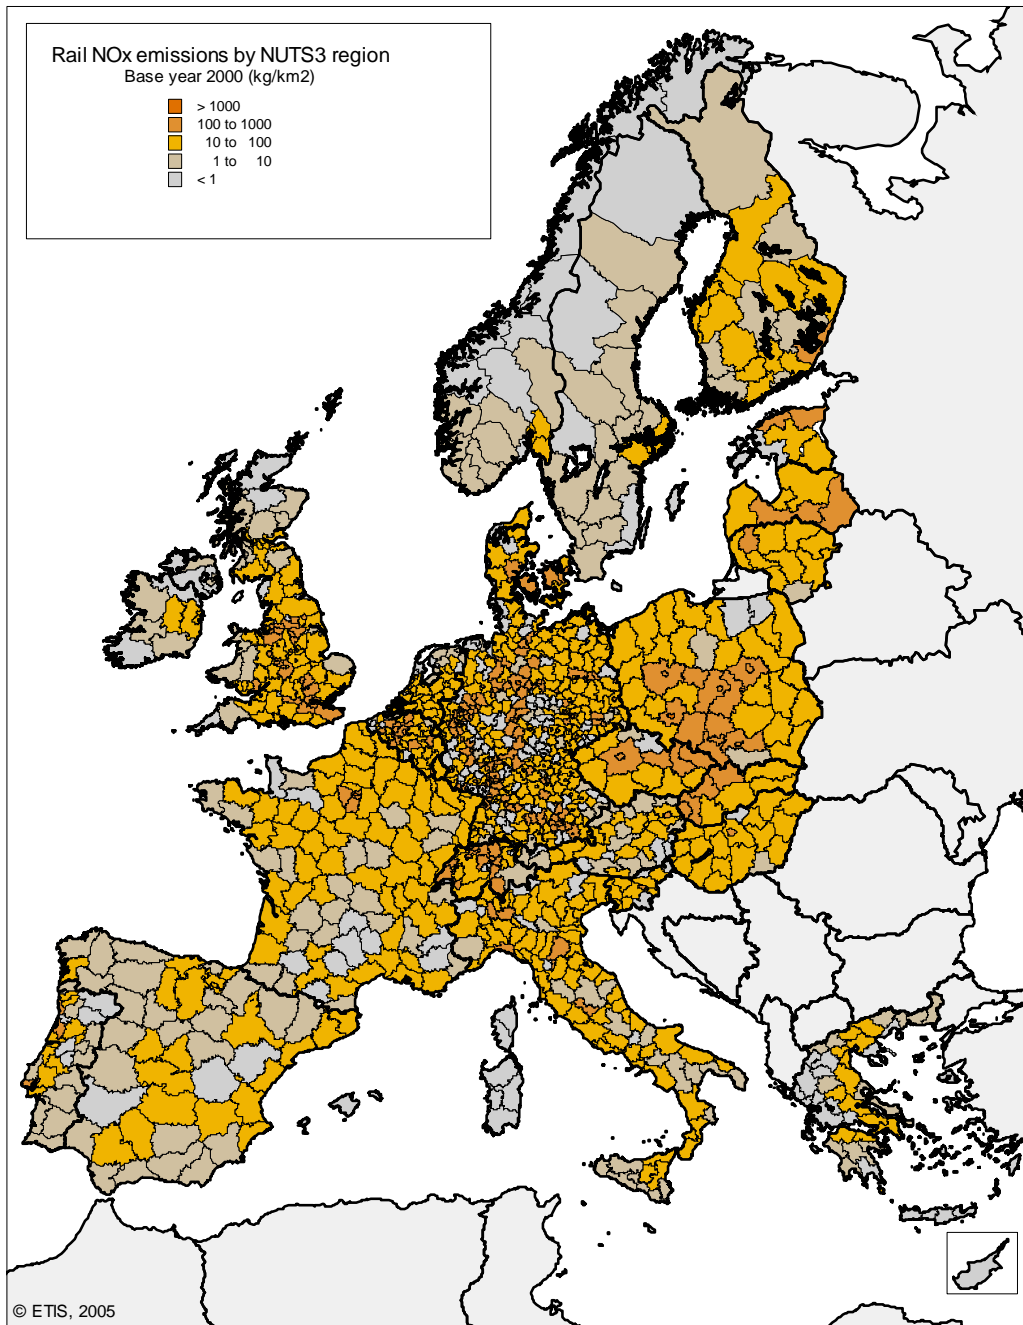 Rail NOx emissions by NUTS3 region
Base year 2000 (kg/km2)
> 1000
100 to 1000
10 to 100
1 to 10
< 1
© ETIS, 2005